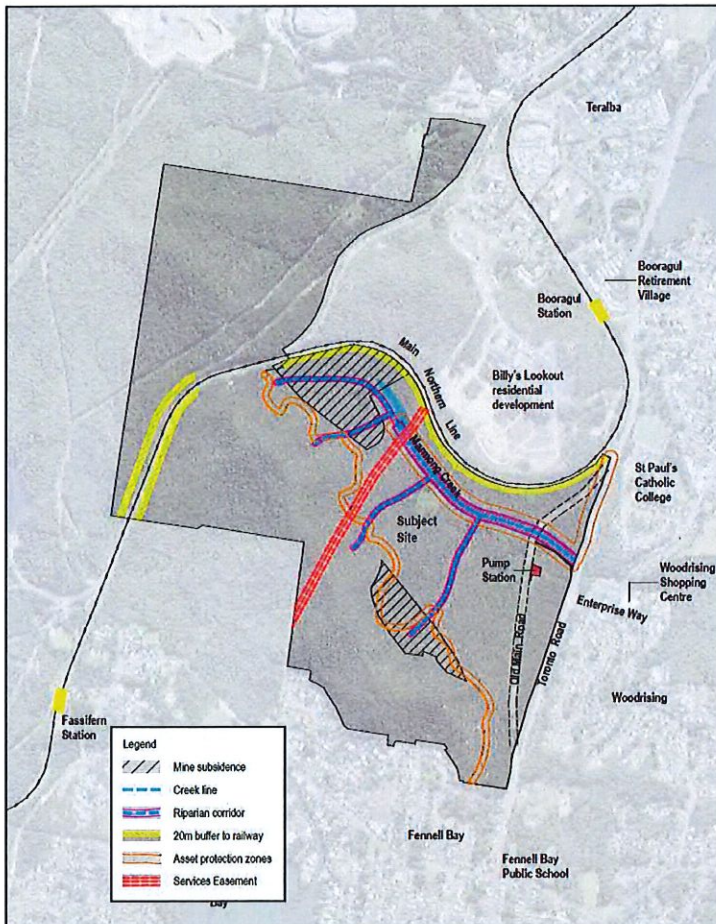 Teralba
Booragul
Retirement
Village
Booragul
Station
Main Northern Line
Billy's Lookout
residential
development
Marmong Creek
St Paul's
Catholic
College
Subject
Site
Pump
Station
Woodrising
Shopping
Centre
Enterprise Way
Old Main Road
Toronto Road
Woodrising
Fassifern
Station
Legend
Mine subsidence
Creek line
Riparian corridor
20m buffer to railway
Asset protection zones
Services Easement
Fennell Bay
Fennell Bay
Public School
Bay